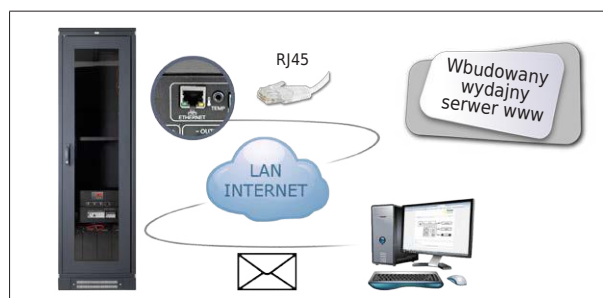 RJ45
Wbudowany
wydajny
serwer www
ETHERNET
TEMP
OUT
LAN
INTERNET